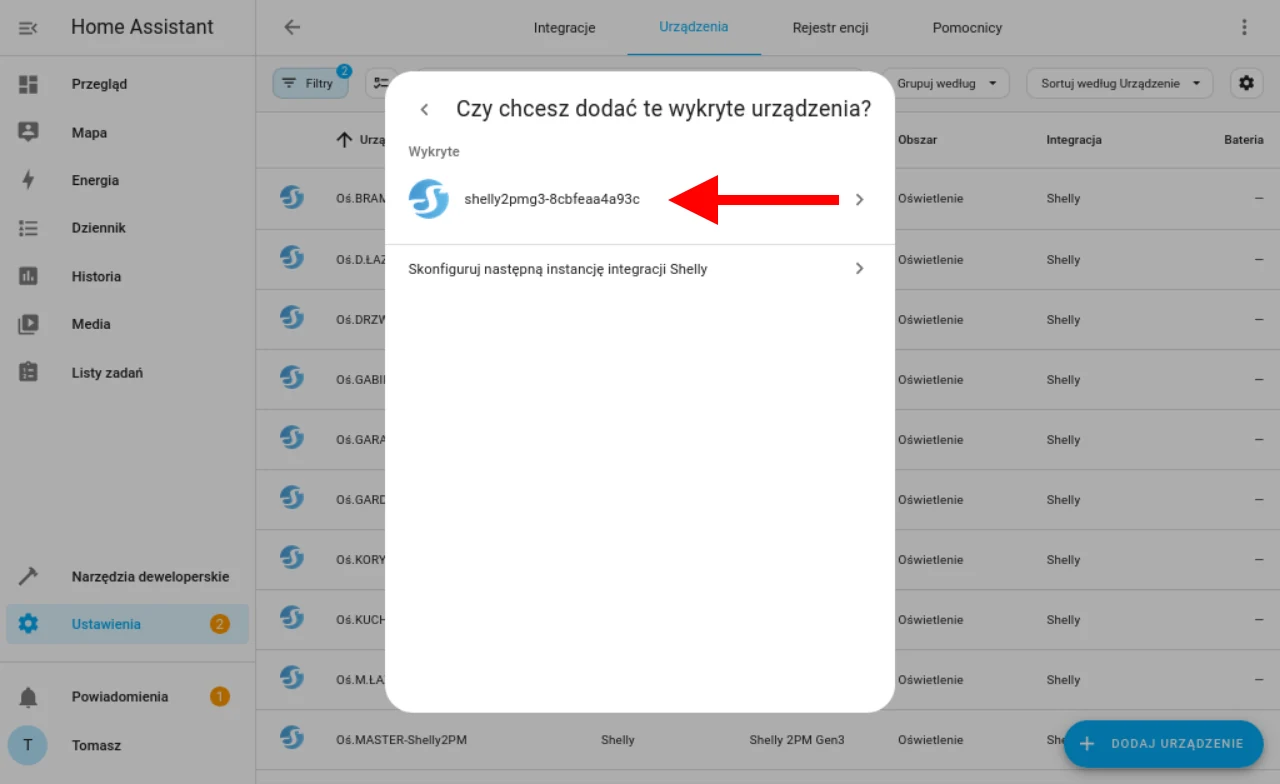 Home Assistant
Integracje
Urządzenia
Rejestr encji
Pomocnicy
Przegląd
Mapa
Energia
Dziennik
Historia
Media
Listy zadań
Narzędzia deweloperskie
Ustawienia 2
Powiadomienia 1
T Tomasz
Filtry 2
Grupuj według
Sortuj według Urządzenie
Obszar Integracja Bateria
Czy chcesz dodać te wykryte urządzenia?
Wykryte
shelly2pmg3-8cbfeaa4a93c
Skonfiguruj następną instancję integracji Shelly
Oś.BRAM Oświetlenie Shelly –
Oś.D.ŁAZ Oświetlenie Shelly –
Oś.DRZW Oświetlenie Shelly –
Oś.GABI Oświetlenie Shelly –
Oś.GARA Oświetlenie Shelly –
Oś.GARD Oświetlenie Shelly –
Oś.KORY Oświetlenie Shelly –
Oś.KUCH Oświetlenie Shelly –
Oś.M.ŁA Oświetlenie Shelly –
Oś.MASTER-Shelly2PM Shelly Shelly 2PM Gen3 Oświetlenie
DODAJ URZĄDZENIE